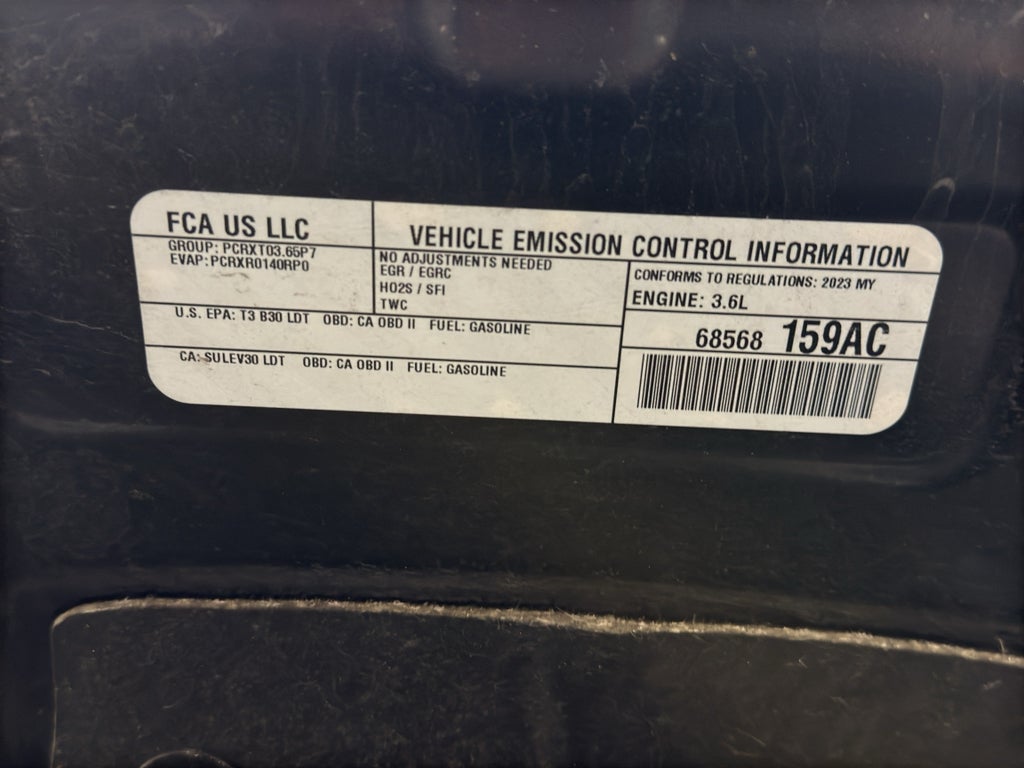 FCA US LLC
GROUP: PCRXT03.65P7
EVAP: PCRXR0140RP0
VEHICLE EMISSION CONTROL INFORMATION
NO ADJUSTMENTS NEEDED
EGR / EGRC
HO2S / SFI
TWC
CONFORMS TO REGULATIONS: 2023 MY
ENGINE: 3.6L
U.S. EPA: T3 B30 LDT OBD: CA OBD II FUEL: GASOLINE
68568 159AC
CA: SULEV30 LDT OBD: CA OBD II FUEL: GASOLINE